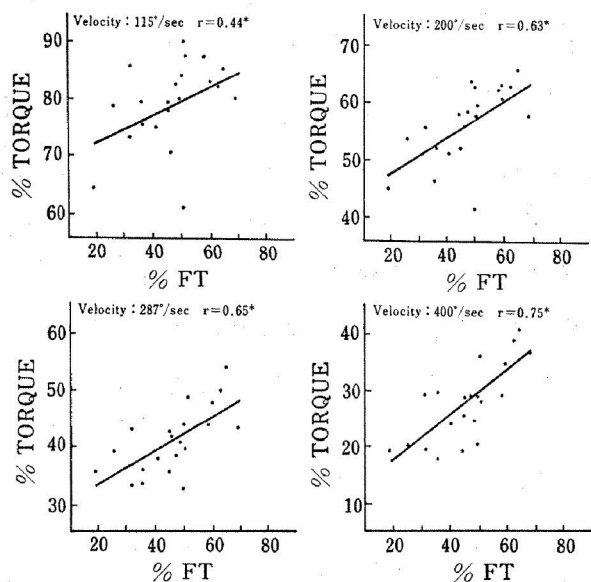 Velocity : 115°/sec r=0.44*
% TORQUE
90
80
70
60
20 40 60 80
% FT
Velocity : 200°/sec r=0.63*
% TORQUE
70
60
50
40
20 40 60 80
% FT
Velocity : 287°/sec r=0.65*
% TORQUE
60
50
40
30
20 40 60 80
% FT
Velocity : 400°/sec r=0.75*
% TORQUE
40
30
20
10
20 40 60 80
% FT